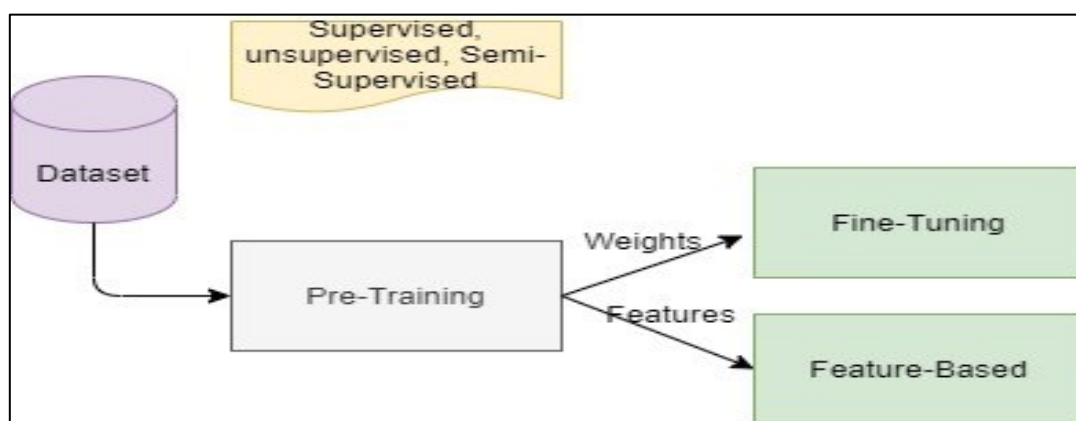 Supervised,
unsupervised, Semi-
Supervised
Dataset
Pre-Training
Weights
Features
Fine-Tuning
Feature-Based